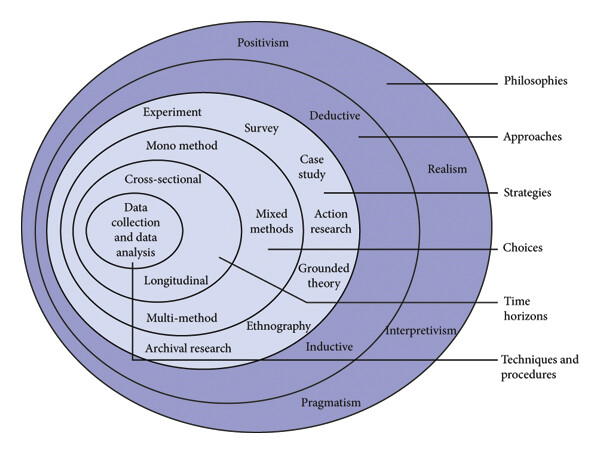 Positivism
Philosophies
Experiment
Deductive
Survey
Approaches
Mono method
Case
study
Realism
Cross-sectional
Strategies
Data
collection
and data
analysis
Mixed
methods
Action
research
Choices
Grounded
theory
Longitudinal
Time
horizons
Multi-method
Ethnography
Interpretivism
Archival research
Inductive
Techniques and
procedures
Pragmatism